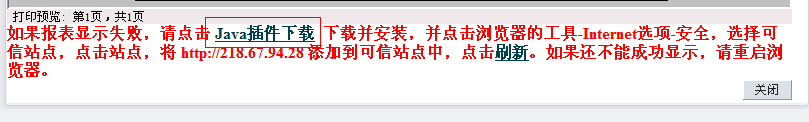 打印预览: 第1页 , 共1页
如果报表显示失败，请点击 Java插件下载 下载并安装，并点击浏览器的工具-Internet选项-安全，选择可
信站点，点击站点，将 http://218.67.94.28 添加到可信站点中，点击刷新。如果还不能成功显示，请重启浏
览器。
关闭